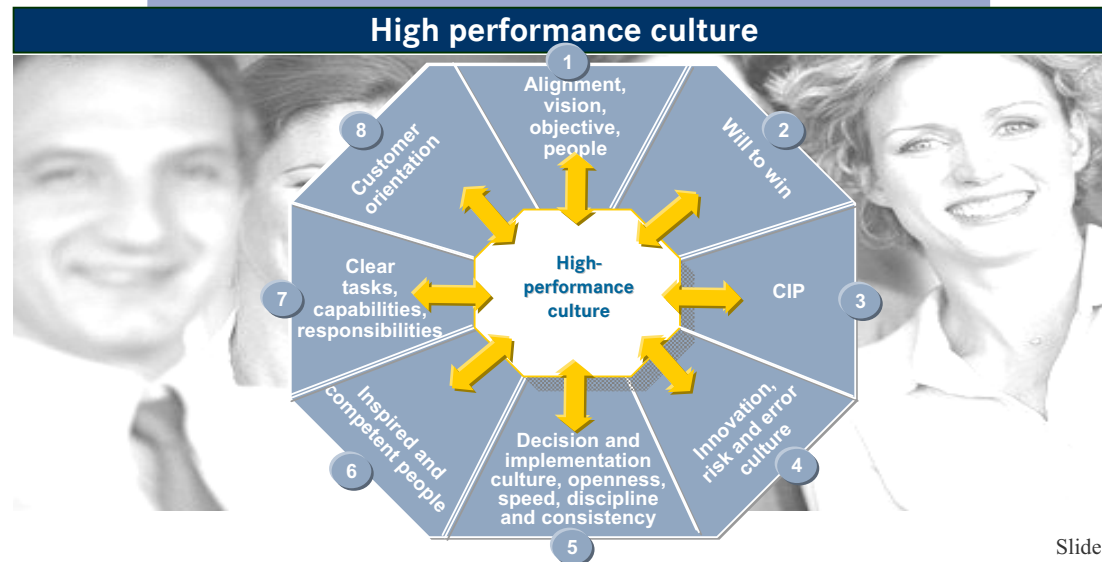 High performance culture
1
Alignment,
vision,
objective,
people
2
Will to win
3
CIP
4
Innovation,
risk and error
culture
5
Decision and
implementation
culture, openness,
speed, discipline
and consistency
6
Inspired and
competent people
7
Clear
tasks,
capabilities,
responsibilities
8
Customer
orientation
High-
performance
culture
Slide